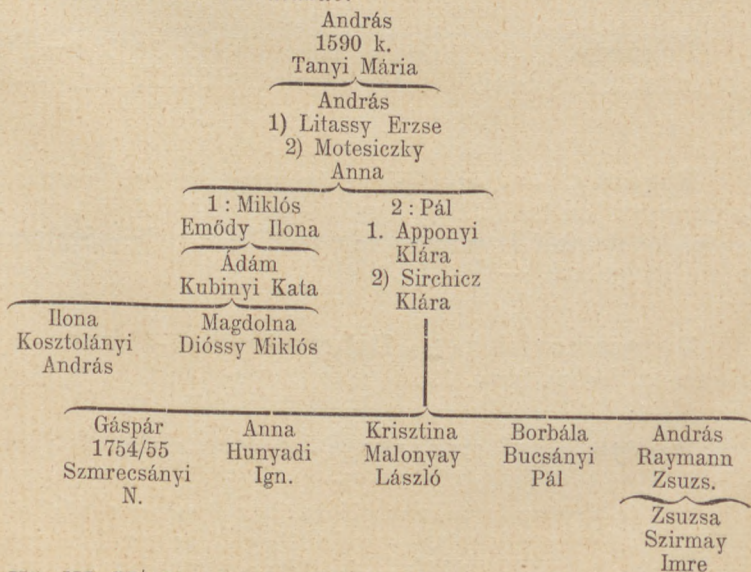 András
1590 k.
Tanyi Mária
András
1) Litassy Erzse
2) Motesiczky
Anna
1 : Miklós
Emődy Ilona
2 : Pál
1. Apponyi
Klára
2) Sirchicz
Klára
Ádám
Kubinyi Kata
Ilona
Kosztolányi
András
Magdolna
Dióssy Miklós
Gáspár
1754/55
Szmrecsányi
N.
Anna
Hunyadi
Ign.
Krisztina
Malonyay
László
Borbála
Bucsányi
Pál
András
Raymann
Zsuzs.
Zsuzsa
Szirmay
Imre